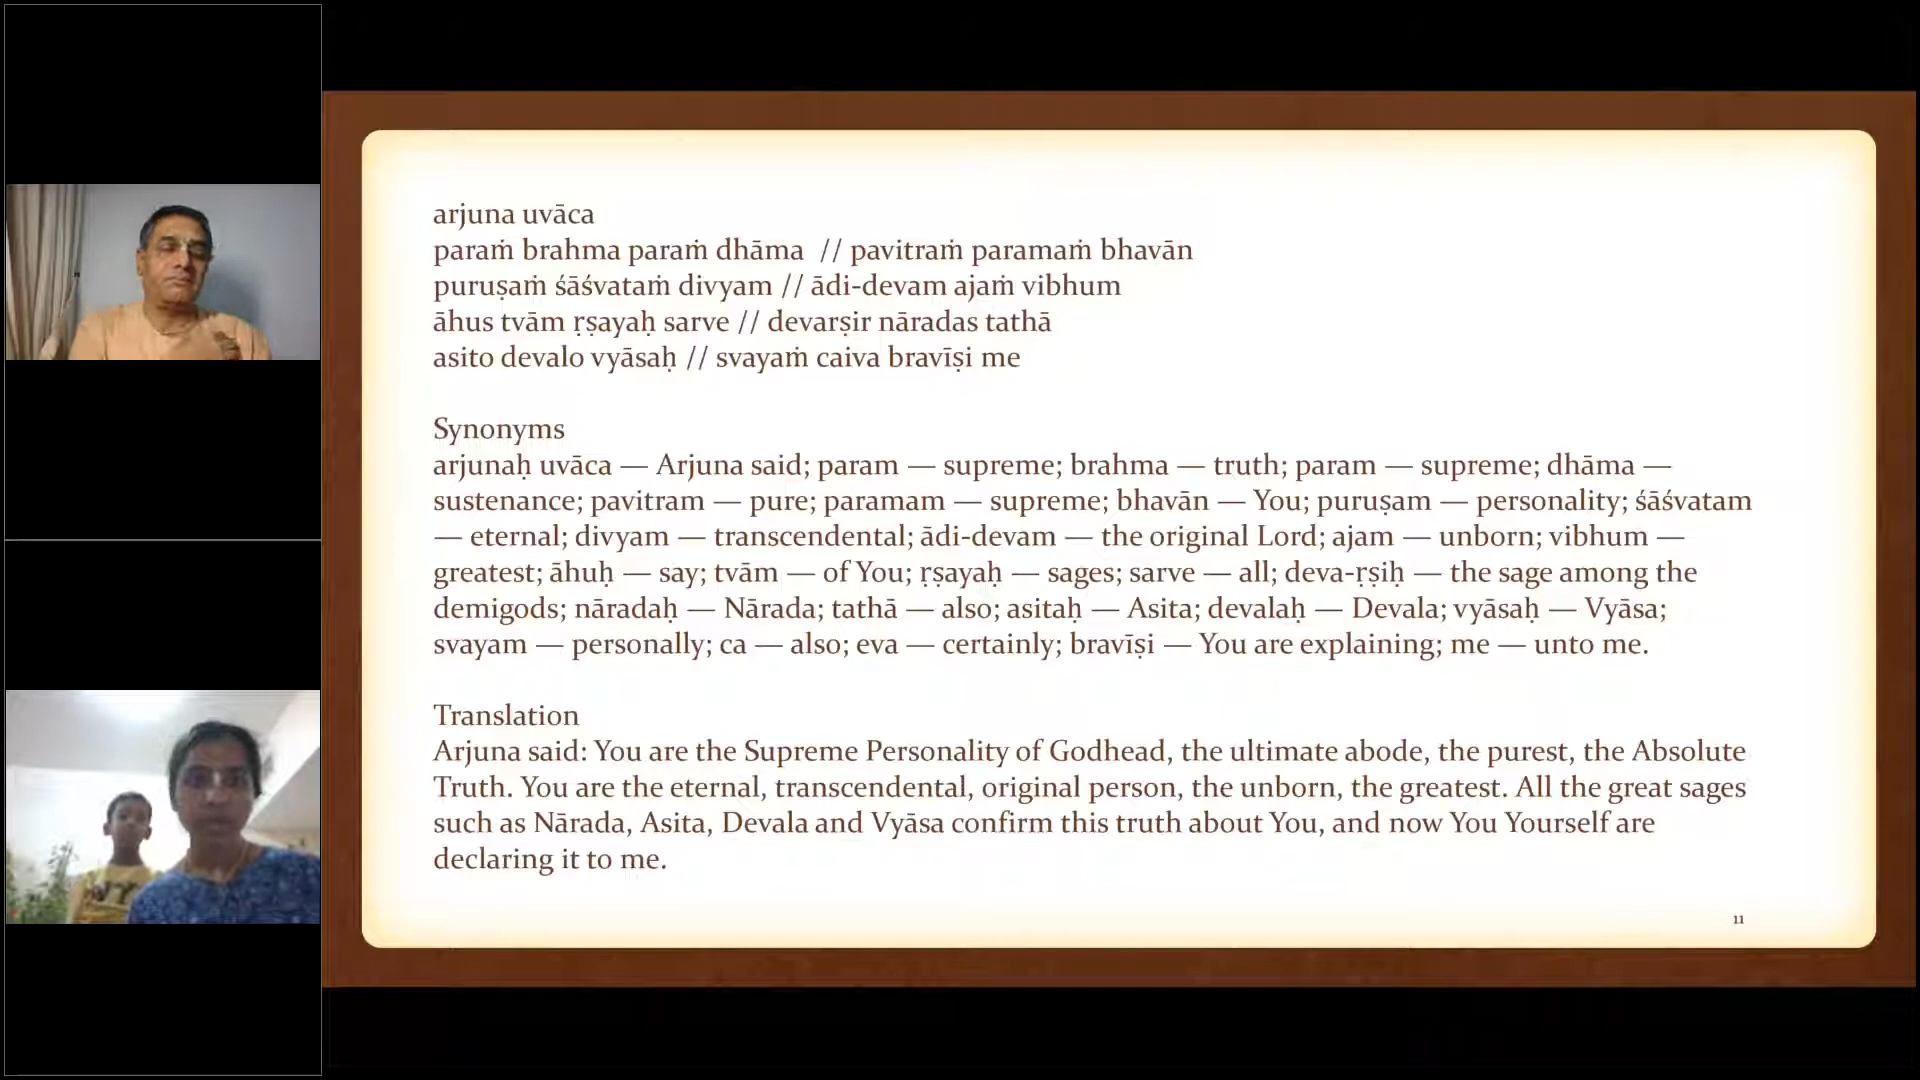 arjuna uvāca
paraṁ brahma paraṁ dhāma // pavitraṁ paramaṁ bhavān
puruṣaṁ śāśvataṁ divyam // ādi-devam ajaṁ vibhum
āhus tvām ṛṣayaḥ sarve // devarṣir nāradas tathā
asito devalo vyāsaḥ // svayaṁ caiva bravīṣi me
Synonyms
arjunaḥ uvāca — Arjuna said; param — supreme; brahma — truth; param — supreme; dhāma —
sustenance; pavitram — pure; paramam — supreme; bhavān — You; puruṣam — personality; śāśvatam
— eternal; divyam — transcendental; ādi-devam — the original Lord; ajam — unborn; vibhum —
greatest; āhuḥ — say; tvām — of You; ṛṣayaḥ — sages; sarve — all; deva-ṛṣiḥ — the sage among the
demigods; nāradaḥ — Nārada; tathā — also; asitaḥ — Asita; devalaḥ — Devala; vyāsaḥ — Vyāsa;
svayam — personally; ca — also; eva — certainly; bravīṣi — You are explaining; me — unto me.
Translation
Arjuna said: You are the Supreme Personality of Godhead, the ultimate abode, the purest, the Absolute
Truth. You are the eternal, transcendental, original person, the unborn, the greatest. All the great sages
such as Nārada, Asita, Devala and Vyāsa confirm this truth about You, and now You Yourself are
declaring it to me.
11